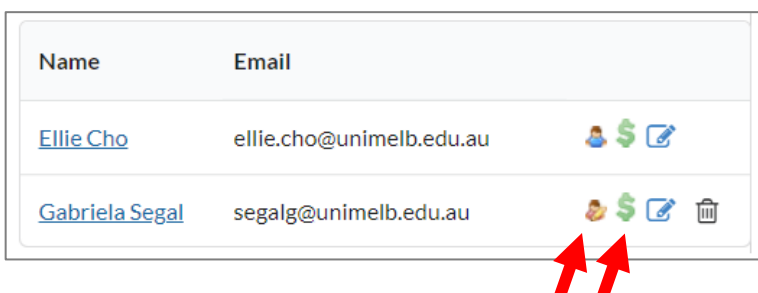 Name Email
Ellie Cho ellie.cho@unimelb.edu.au
Gabriela Segal segalg@unimelb.edu.au